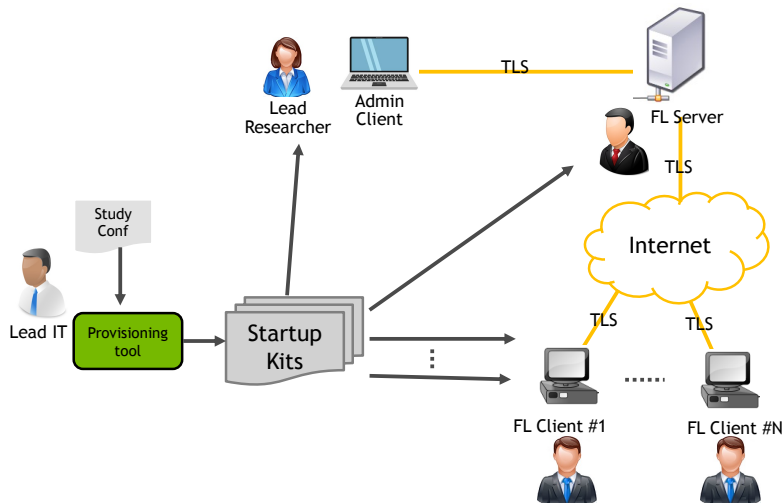 TLS
Lead
Researcher
Admin
Client
FL Server
TLS
Study
Conf
Internet
Lead IT
Provisioning
tool
Startup
Kits
TLS
TLS
FL Client #1
FL Client #N